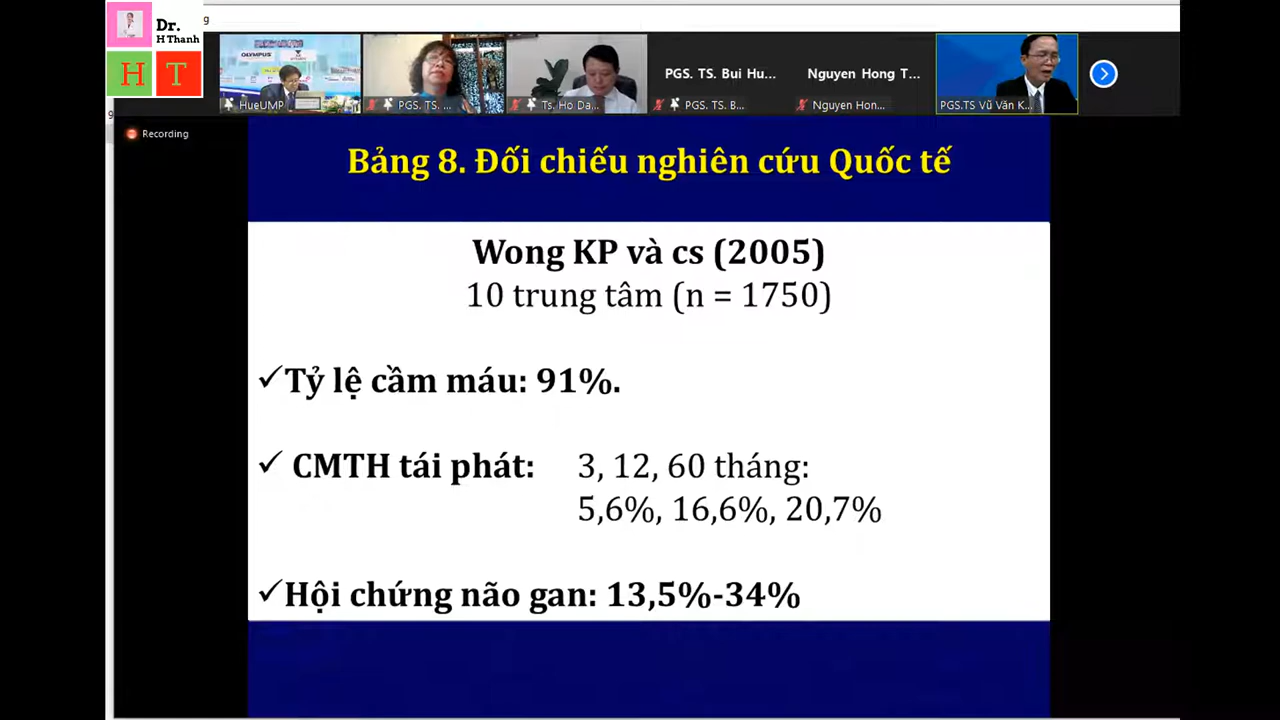 Dr.
H Thanh
H T
g
OLYMPUS
HueUMP
PGS. TS. ...
Ts. Ho Da...
PGS. TS. Bui Hu...
PGS. TS. B...
Nguyen Hong T...
Nguyen Hon...
PGS.TS Vũ Văn K...
Recording
Bảng 8. Đối chiếu nghiên cứu Quốc tế
Wong KP và cs (2005)
10 trung tâm (n = 1750)
✓Tỷ lệ cầm máu: 91%.
✓ CMTH tái phát: 3, 12, 60 tháng:
5,6%, 16,6%, 20,7%
✓Hội chứng não gan: 13,5%-34%